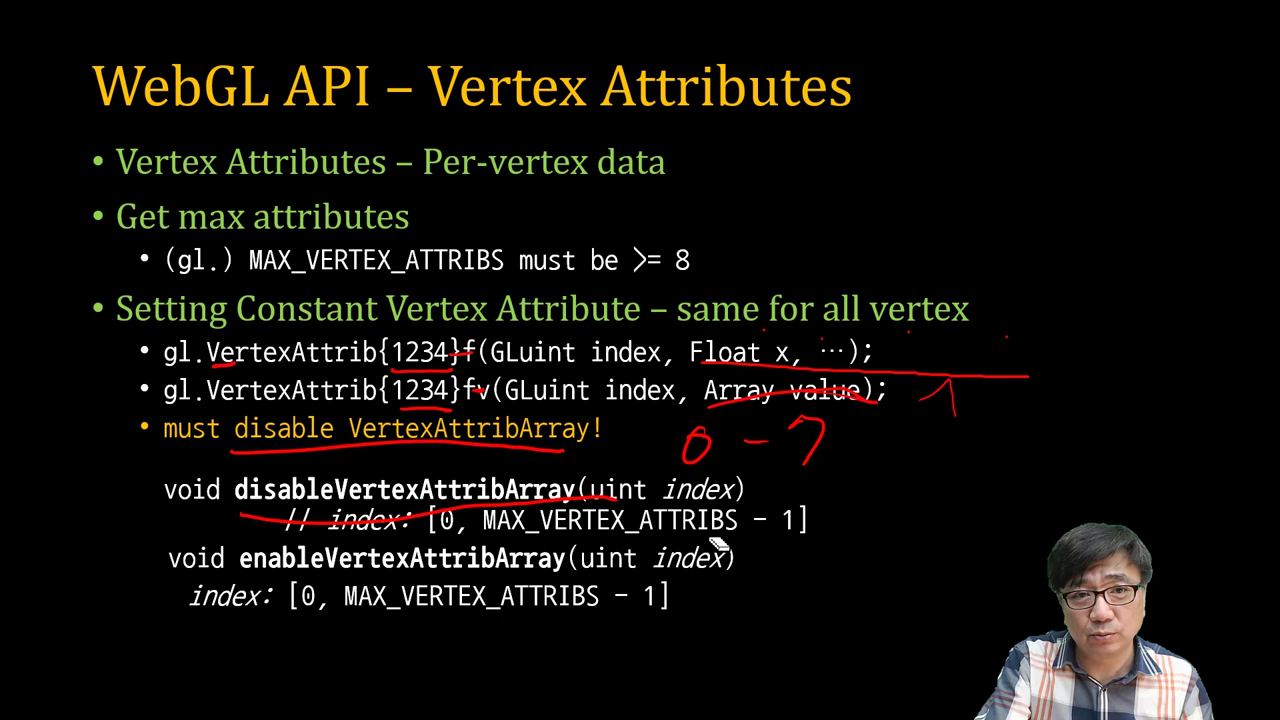 WebGL API – Vertex Attributes
• Vertex Attributes – Per-vertex data
• Get max attributes
• (gl.) MAX_VERTEX_ATTRIBS must be >= 8
• Setting Constant Vertex Attribute – same for all vertex
• gl.VertexAttrib{1234}f(GLuint index, Float x, …);
• gl.VertexAttrib{1234}fv(GLuint index, Array value);
• must disable VertexAttribArray!
0 – 7
void disableVertexAttribArray(uint index)
// index: [0, MAX_VERTEX_ATTRIBS – 1]
void enableVertexAttribArray(uint index)
index: [0, MAX_VERTEX_ATTRIBS – 1]